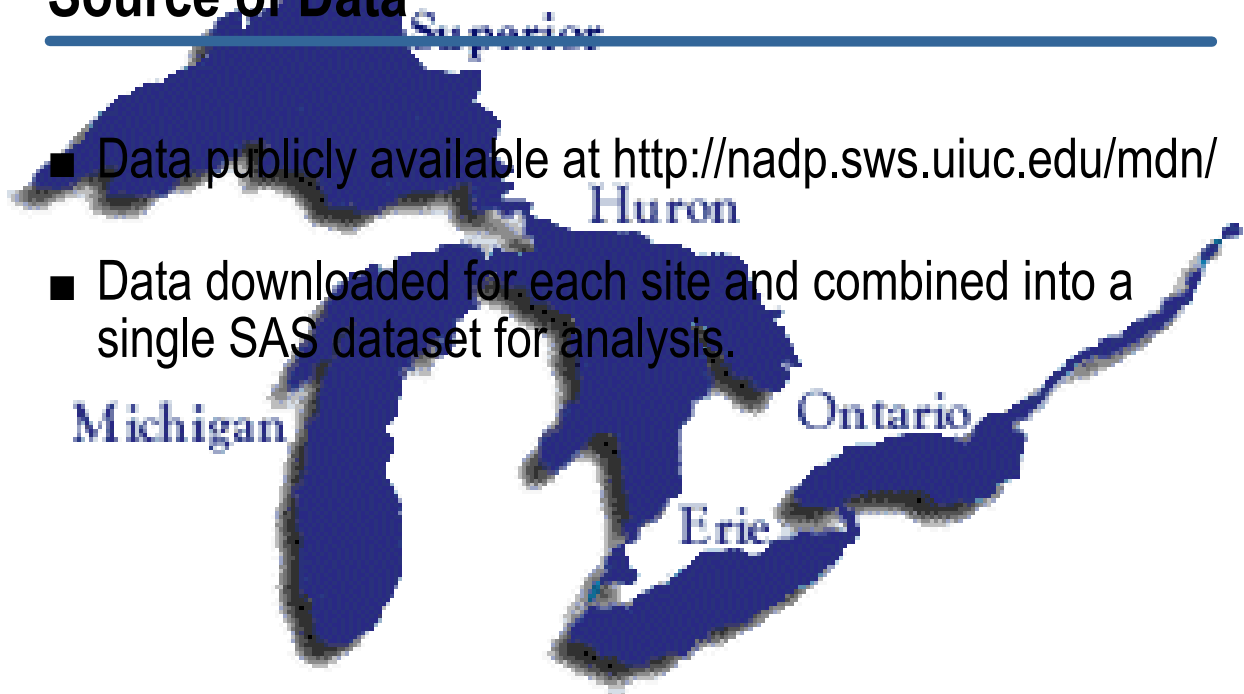 Source of Data
Superior
■ Data publicly available at http://nadp.sws.uiuc.edu/mdn/
Huron
■ Data downloaded for each site and combined into a
single SAS dataset for analysis.
Michigan
Ontario
Erie